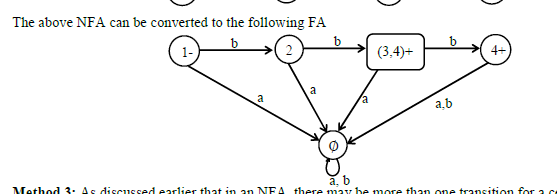 The above NFA can be converted to the following FA
1- b 2 b (3,4)+ b 4+
a a a a,b
Ø
a, b
Method 3: As discussed earlier that in an NFA, there may be more than one transition for a